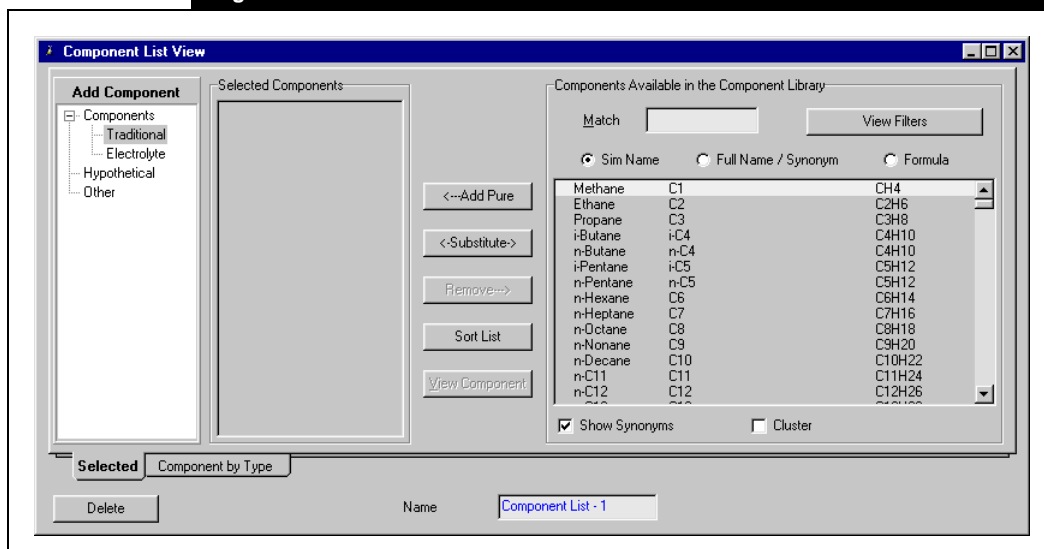 Component List View
Add Component
Components
Traditional
Electrolyte
Hypothetical
Other
Selected Components
<---Add Pure
<-Substitute->
Remove--->
Sort List
View Component
Components Available in the Component Library
Match
View Filters
Sim Name Full Name / Synonym Formula
Methane C1 CH4
Ethane C2 C2H6
Propane C3 C3H8
i-Butane i-C4 C4H10
n-Butane n-C4 C4H10
i-Pentane i-C5 C5H12
n-Pentane n-C5 C5H12
n-Hexane C6 C6H14
n-Heptane C7 C7H16
n-Octane C8 C8H18
n-Nonane C9 C9H20
n-Decane C10 C10H22
n-C11 C11 C11H24
n-C12 C12 C12H26
Show Synonyms Cluster
Selected Component by Type
Delete
Name Component List - 1